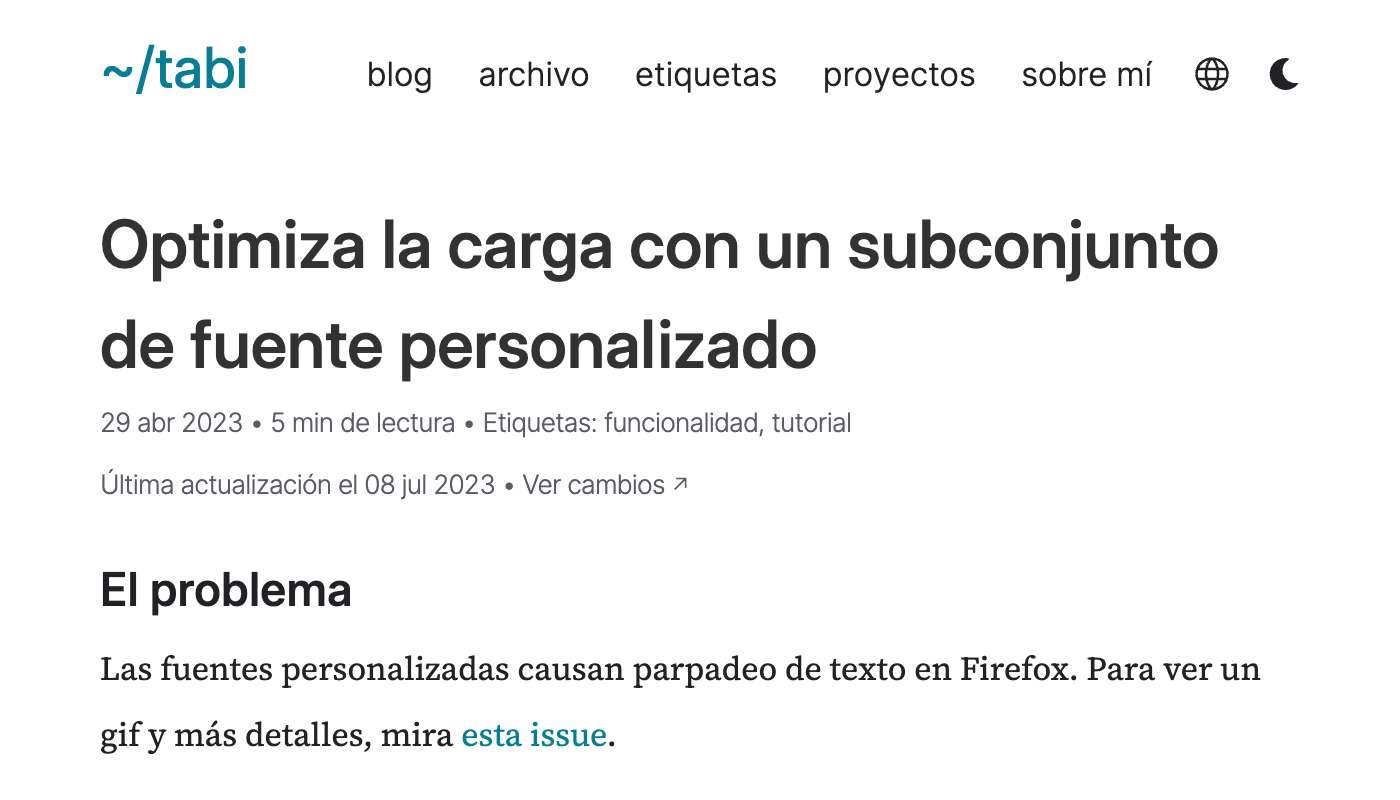 ~/tabi blog archivo etiquetas proyectos sobre mí
Optimiza la carga con un subconjunto
de fuente personalizado
29 abr 2023 • 5 min de lectura • Etiquetas: funcionalidad, tutorial
Última actualización el 08 jul 2023 • Ver cambios ↗
El problema
Las fuentes personalizadas causan parpadeo de texto en Firefox. Para ver un
gif y más detalles, mira esta issue.